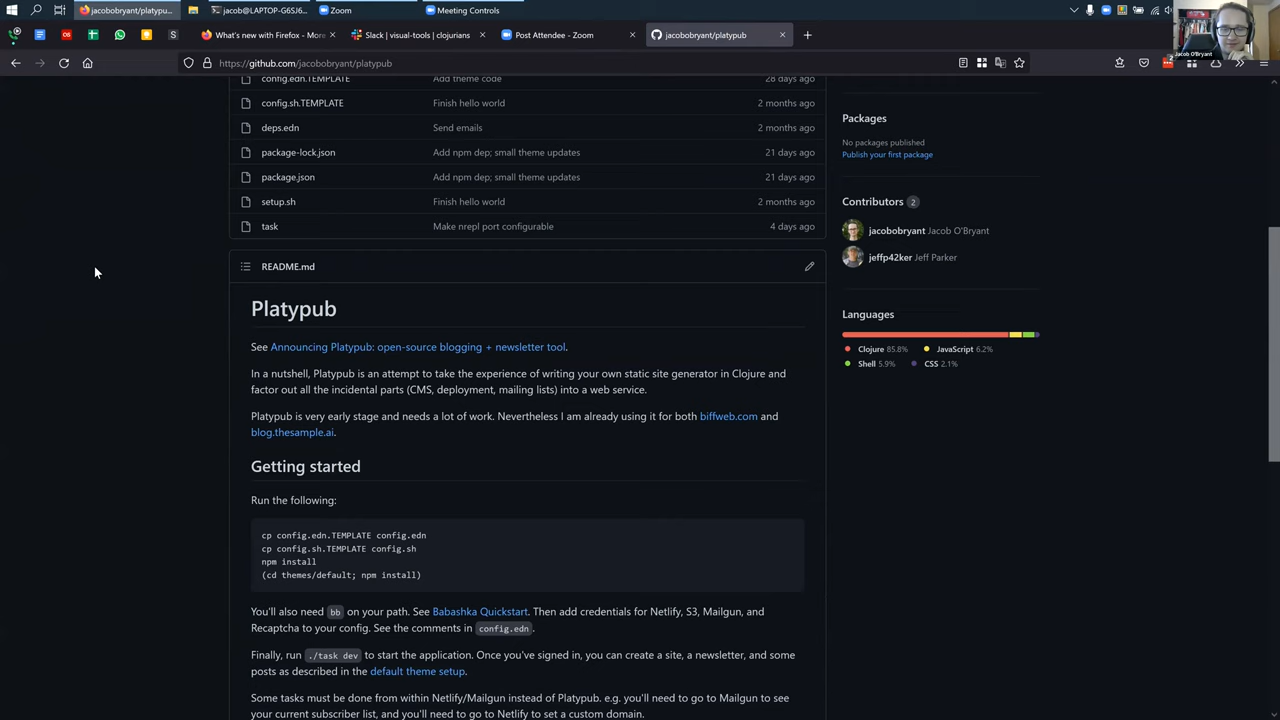 jacobobryant/platypu...
jacob@LAPTOP-G6SJ6...
Zoom
Meeting Controls
What's new with Firefox - More
Slack | visual-tools | clojurians
Post Attendee - Zoom
jacobobryant/platypub
https://github.com/jacobobryant/platypub
Jacob O'Bryant
config.edn.TEMPLATE Add theme code 28 days ago
config.sh.TEMPLATE Finish hello world 2 months ago
deps.edn Send emails 2 months ago
package-lock.json Add npm dep; small theme updates 21 days ago
package.json Add npm dep; small theme updates 21 days ago
setup.sh Finish hello world 2 months ago
task Make nrepl port configurable 4 days ago
README.md
Platypub
See Announcing Platypub: open-source blogging + newsletter tool.
In a nutshell, Platypub is an attempt to take the experience of writing your own static site generator in Clojure and
factor out all the incidental parts (CMS, deployment, mailing lists) into a web service.
Platypub is very early stage and needs a lot of work. Nevertheless I am already using it for both biffweb.com and
blog.thesample.ai.
Getting started
Run the following:
cp config.edn.TEMPLATE config.edn
cp config.sh.TEMPLATE config.sh
npm install
(cd themes/default; npm install)
You'll also need bb on your path. See Babashka Quickstart. Then add credentials for Netlify, S3, Mailgun, and
Recaptcha to your config. See the comments in config.edn.
Finally, run ./task dev to start the application. Once you've signed in, you can create a site, a newsletter, and some
posts as described in the default theme setup.
Some tasks must be done from within Netlify/Mailgun instead of Platypub. e.g. you'll need to go to Mailgun to see
your current subscriber list, and you'll need to go to Netlify to set a custom domain.
Packages
No packages published
Publish your first package
Contributors 2
jacobobryant Jacob O'Bryant
jeffp42ker Jeff Parker
Languages
Clojure 85.8% JavaScript 6.2%
Shell 5.9% CSS 2.1%